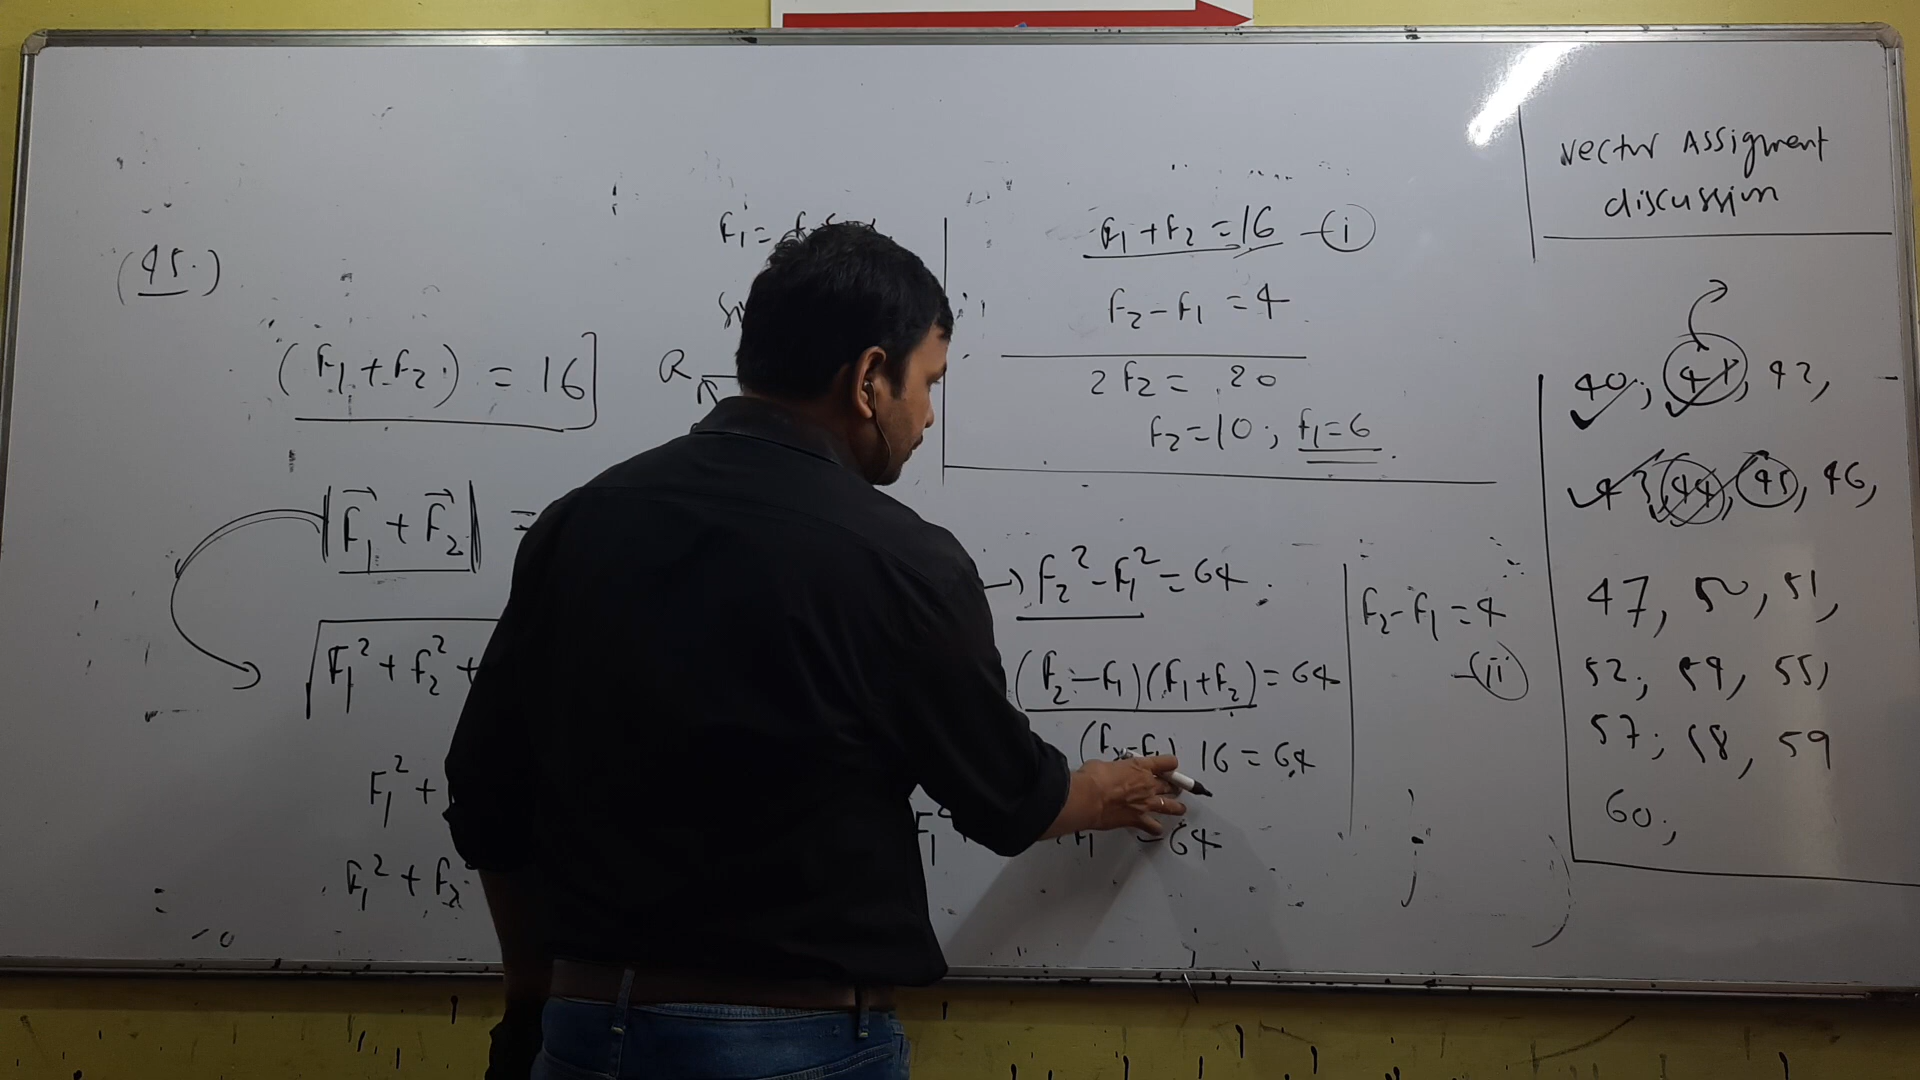 (45.)
(F₁ + F₂) = 16
|F₁ + F₂| =
F₁² + F₂² +
F₁² +
F₁² + F₂
F₁ =
R
F₁ + F₂ = 16 -(i)
F₂ - F₁ = 4
2F₂ = 20
F₂ = 10; F₁ = 6
F₂² - F₁² = 64
(F₂ - F₁)(F₁ + F₂) = 64
16 = 64
= 64
F₂ - F₁ = 4
-(ii)
Vector Assigment
discussion
40, 41, 42,
43, 44, 45, 46,
47, 50, 51,
52, 54, 55,
57, 58, 59
60,